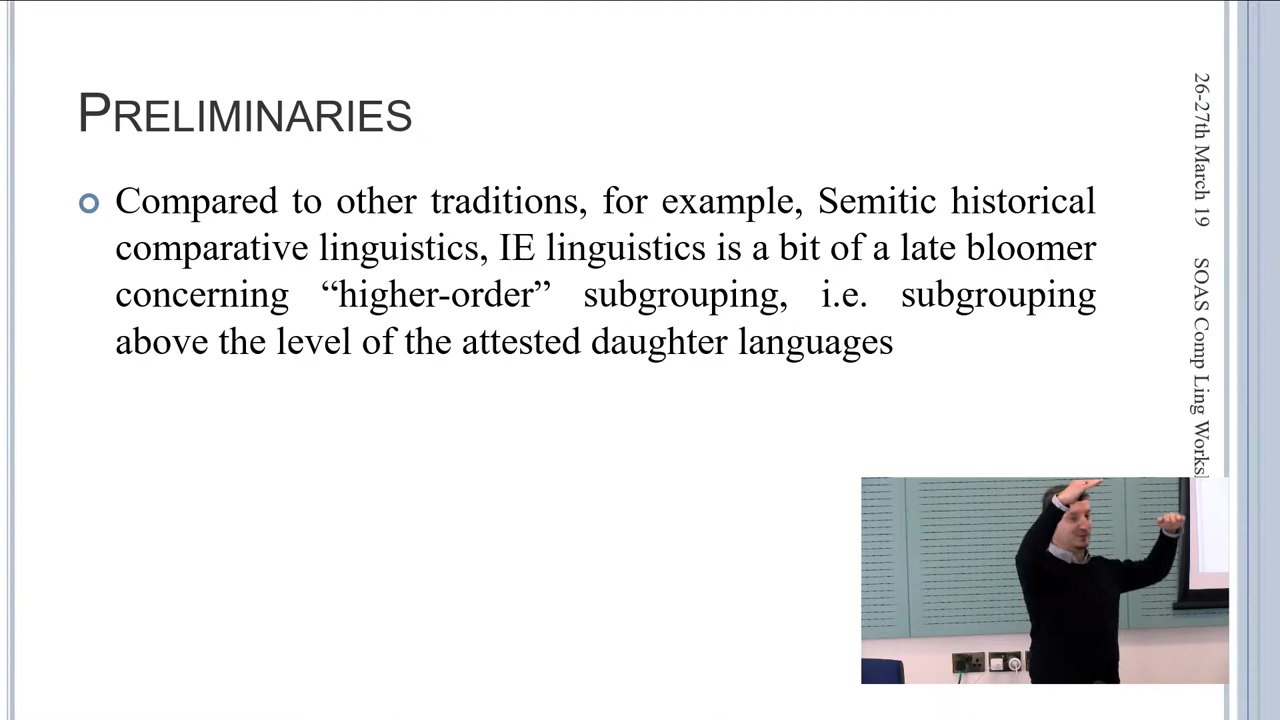 PRELIMINARIES
Compared to other traditions, for example, Semitic historical
comparative linguistics, IE linguistics is a bit of a late bloomer
concerning “higher-order” subgrouping, i.e. subgrouping
above the level of the attested daughter languages
26-27th March 19 SOAS Comp Ling Works